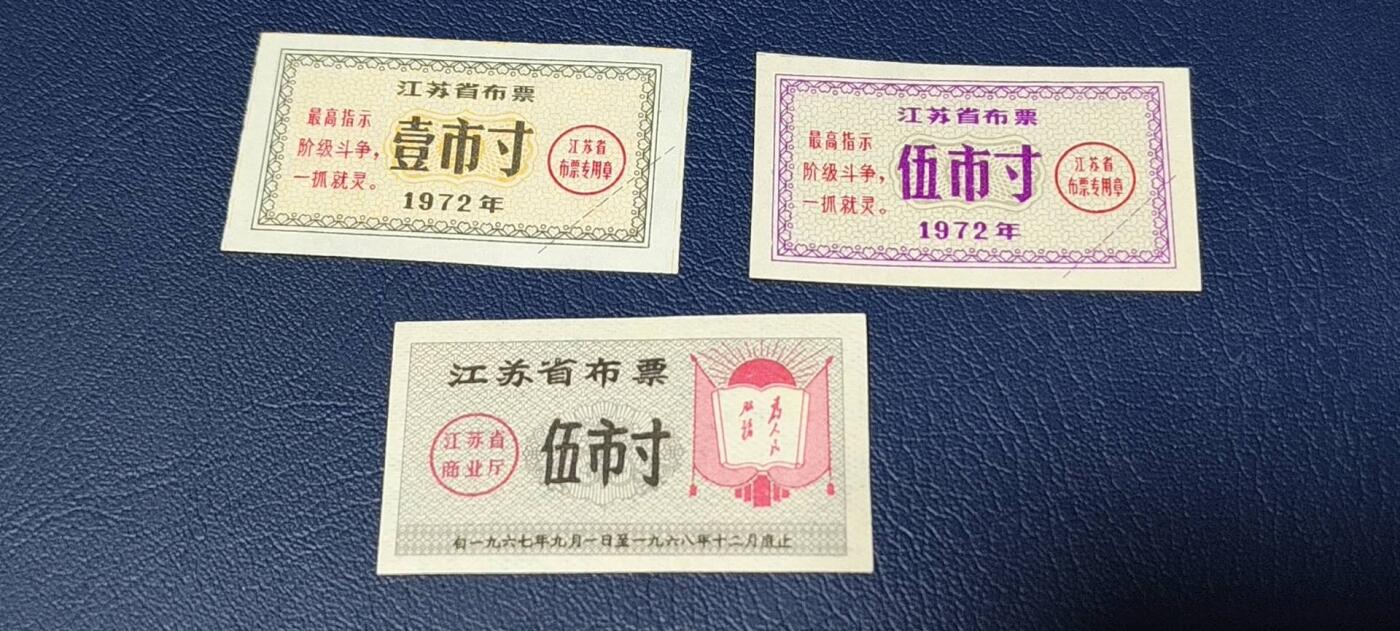 江苏省布票
最高指示
阶级斗争，
一抓就灵。
壹市寸
江苏省
布票专用章
1972年
江苏省布票
最高指示
阶级斗争，
一抓就灵。
伍市寸
江苏省
布票专用章
1972年
江苏省布票
江苏省
商业厅
伍市寸
为人民
服务
自一九六七年九月一日至一九六八年十二月底止